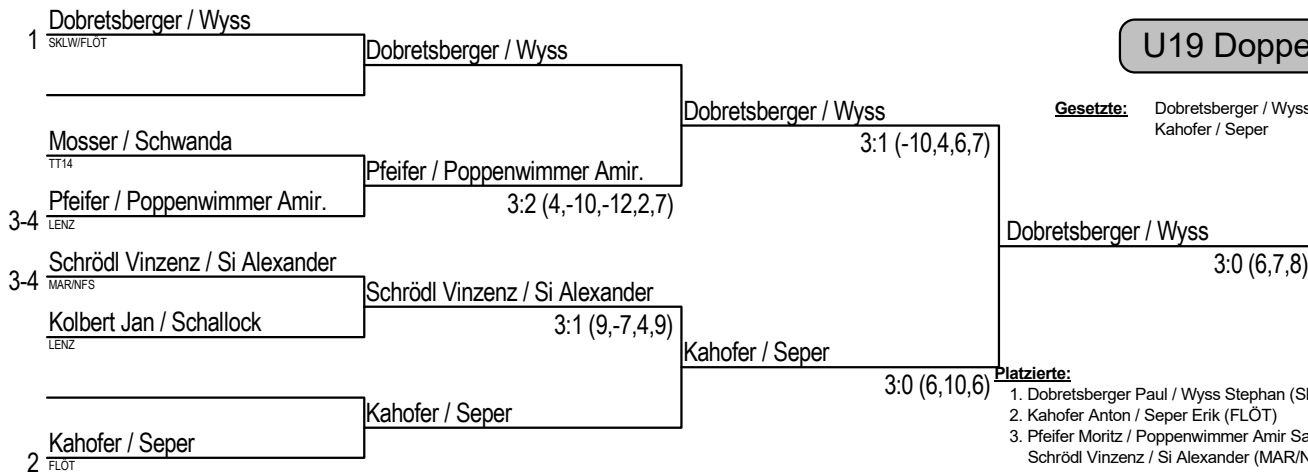 U19 Doppe
Gesetzte: Dobretsberger / Wyss
Kahofer / Seper
1 Dobretsberger / Wyss
SKLW/FLÖT
Mosser / Schwanda
TT14
3-4 Pfeifer / Poppenwimmer Amir.
LENZ
3-4 Schrödl Vinzenz / Si Alexander
MAR/NFS
Kolbert Jan / Schallock
LENZ
2 Kahofer / Seper
FLÖT
Dobretsberger / Wyss
Pfeifer / Poppenwimmer Amir.
3:2 (4,-10,-12,2,7)
Schrödl Vinzenz / Si Alexander
3:1 (9,-7,4,9)
Kahofer / Seper
Dobretsberger / Wyss
3:1 (-10,4,6,7)
Kahofer / Seper
3:0 (6,10,6)
Dobretsberger / Wyss
3:0 (6,7,8)
Platzierte:
1. Dobretsberger Paul / Wyss Stephan (S
2. Kahofer Anton / Seper Erik (FLÖT)
3. Pfeifer Moritz / Poppenwimmer Amir Sa
Schrödl Vinzenz / Si Alexander (MAR/N